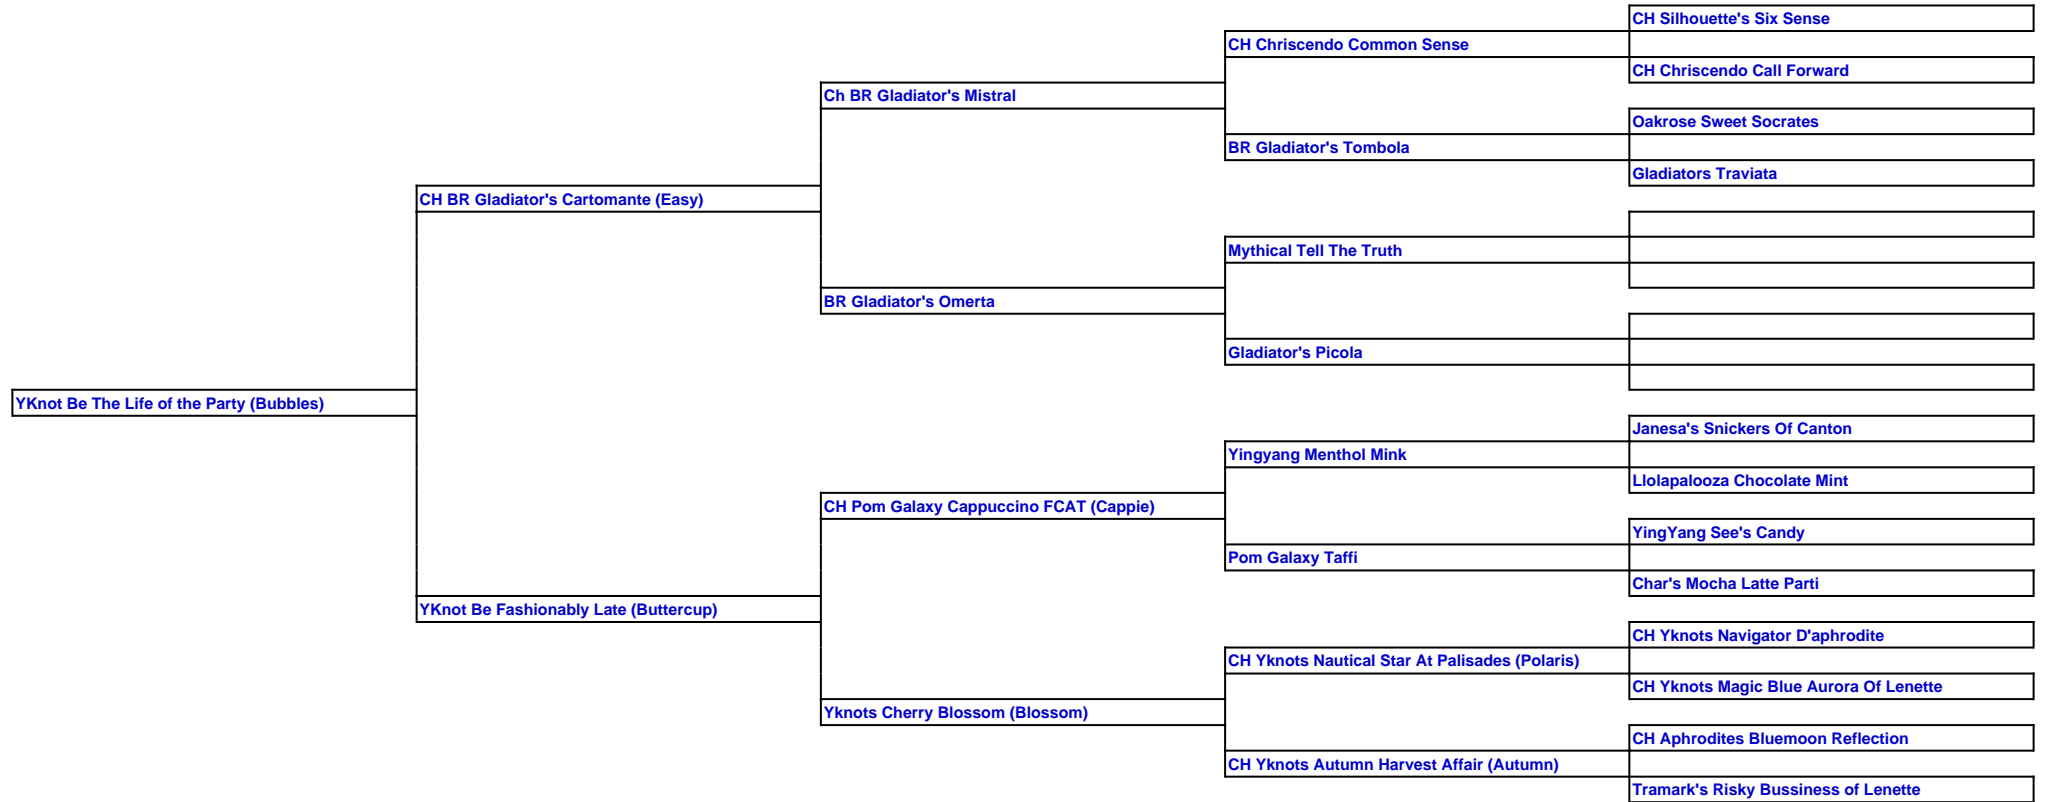 CH Silhouette's Six Sense
CH Chriscendo Common Sense
CH Chriscendo Call Forward
Ch BR Gladiator's Mistral
Oakrose Sweet Socrates
BR Gladiator's Tombola
Gladiators Traviata
CH BR Gladiator's Cartomante (Easy)
Mythical Tell The Truth
BR Gladiator's Omerta
Gladiator's Picola
YKnot Be The Life of the Party (Bubbles)
Janesa's Snickers Of Canton
Yingyang Menthol Mink
Llolapalooza Chocolate Mint
CH Pom Galaxy Cappuccino FCAT (Cappie)
YingYang See's Candy
Pom Galaxy Taffi
Char's Mocha Latte Parti
YKnot Be Fashionably Late (Buttercup)
CH Yknots Navigator D'aphrodite
CH Yknots Nautical Star At Palisades (Polaris)
CH Yknots Magic Blue Aurora Of Lenette
Yknots Cherry Blossom (Blossom)
CH Aphrodites Bluemoon Reflection
CH Yknots Autumn Harvest Affair (Autumn)
Tramark's Risky Bussiness of Lenette